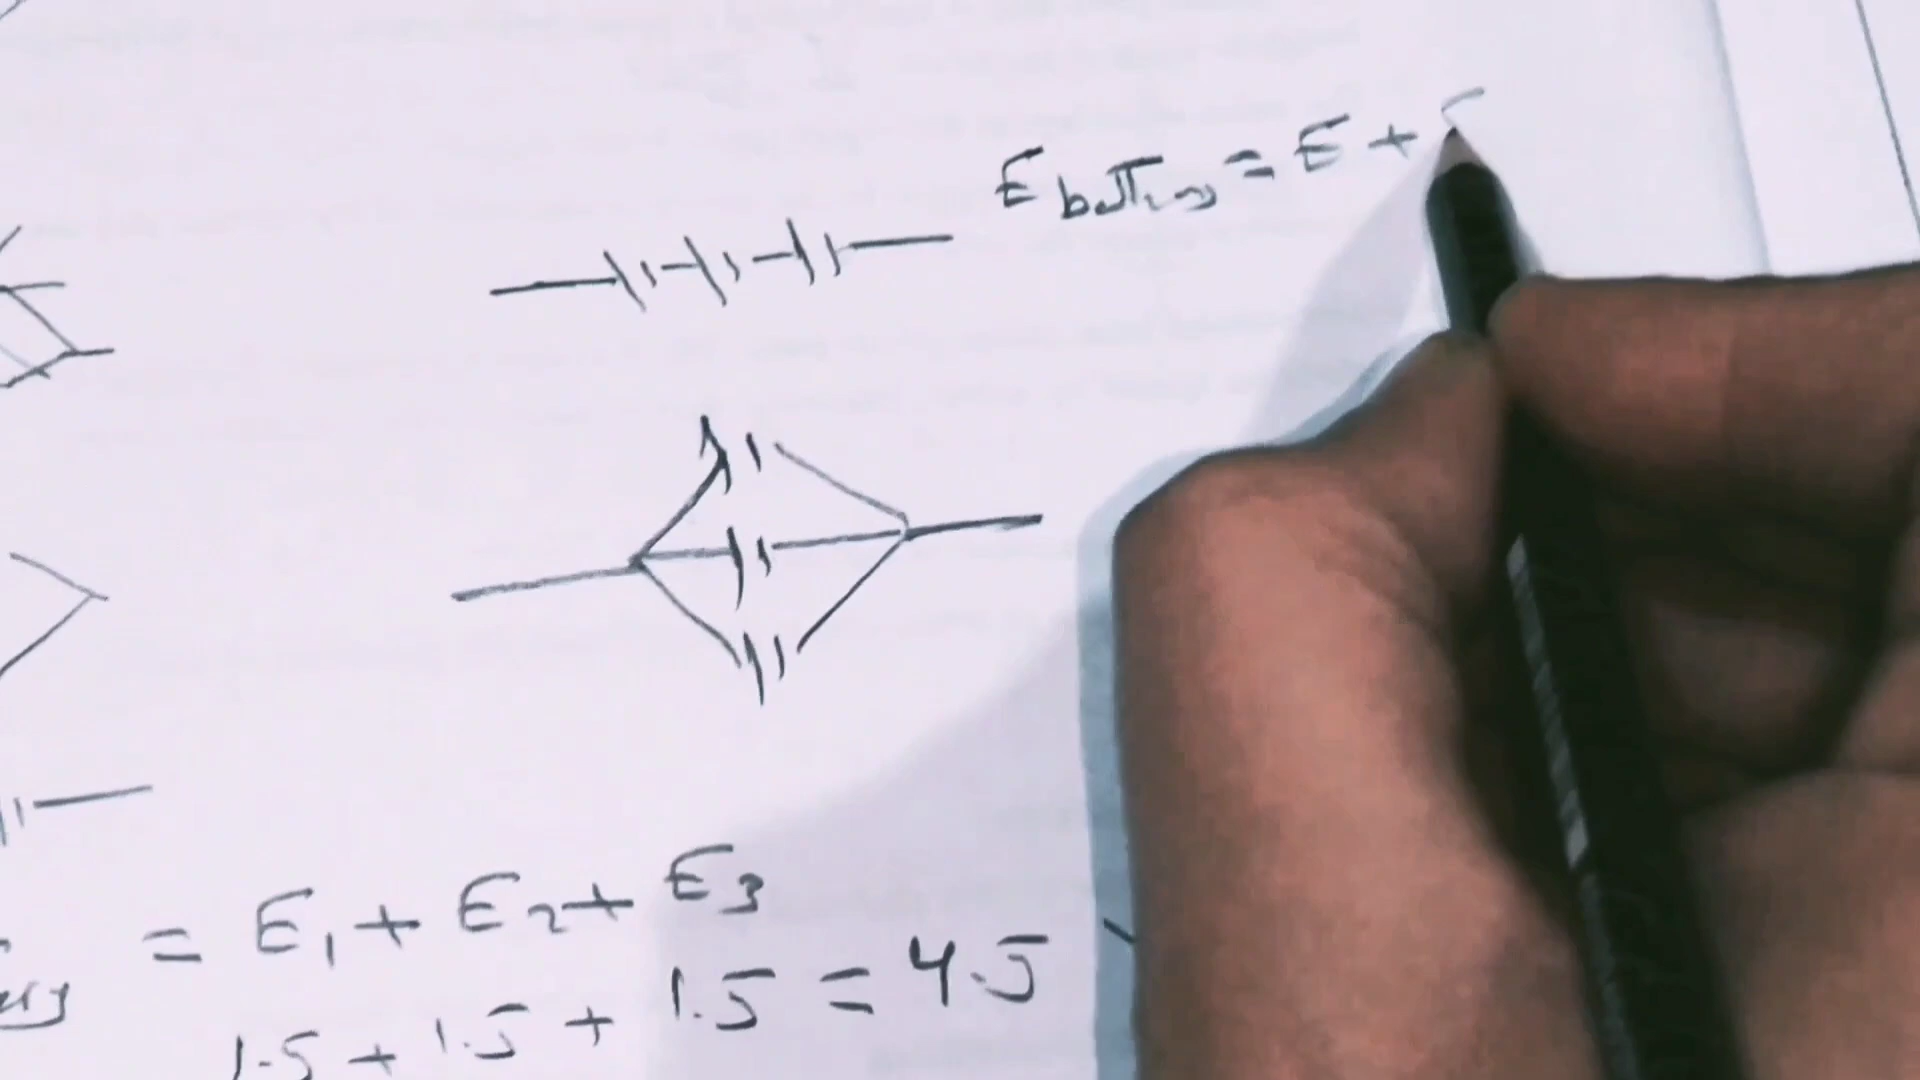 E battery = E +
= E1 + E2 + E3
1.5 + 1.5 + 1.5 = 4.5